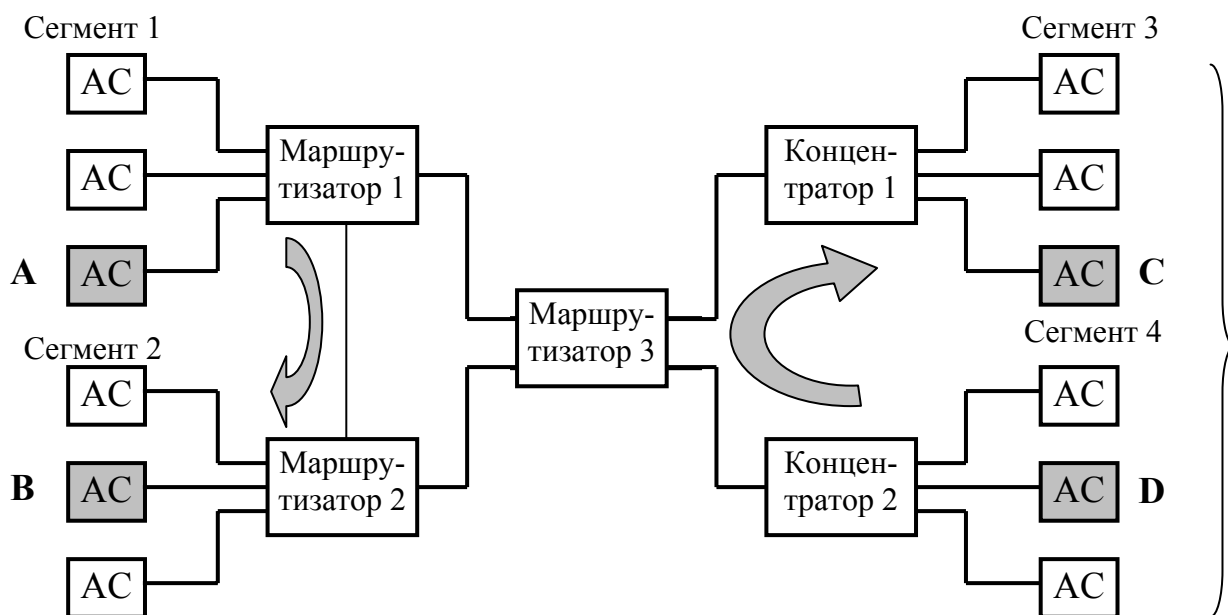 Сегмент 1
АС
АС
A
АС
Маршру-
тизатор 1
Сегмент 2
АС
B
АС
АС
Маршру-
тизатор 2
Маршру-
тизатор 3
Концен-
тратор 1
Сегмент 3
АС
АС
АС
C
Концен-
тратор 2
Сегмент 4
АС
АС
D
АС